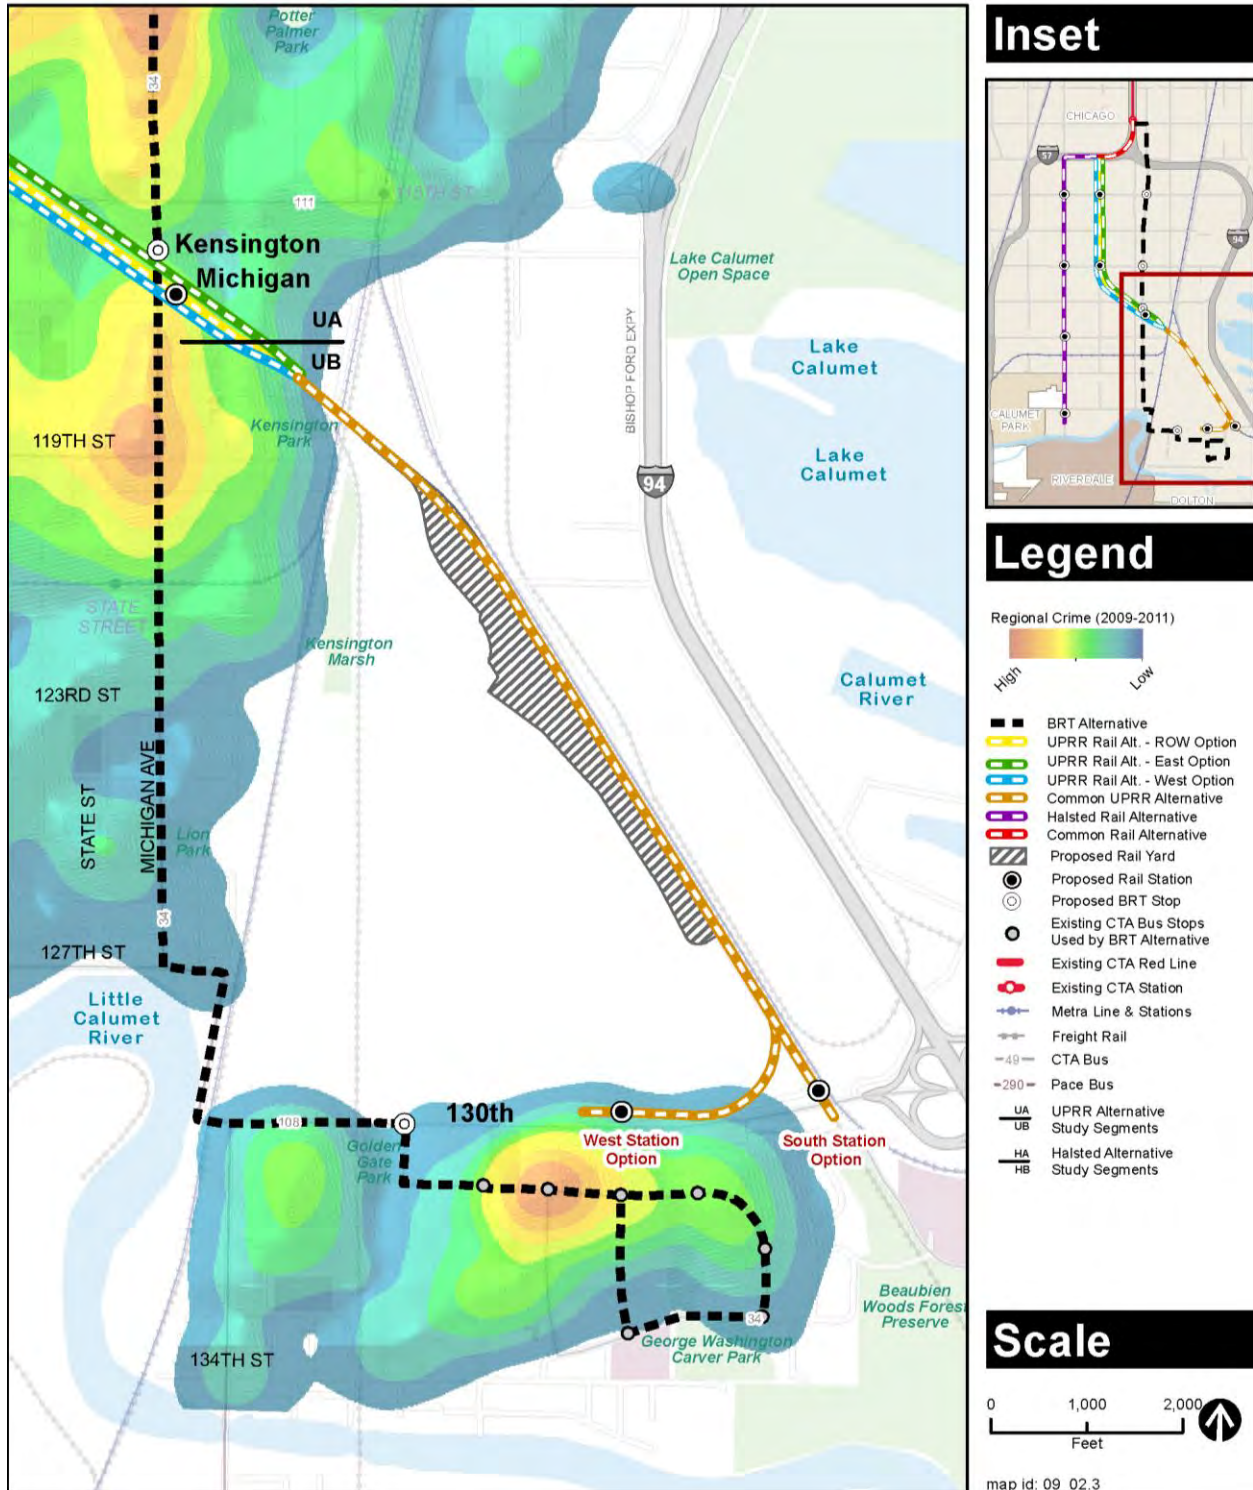 Potter
Palmer
Park
34
111
115TH ST
Kensington
Michigan
UA
UB
Lake Calumet
Open Space
BISHOP FORD EXPY
Lake
Calumet
Lake
Calumet
94
Kensington
Park
119TH ST
STATE
STREET
Kensington
Marsh
Calumet
River
123RD ST
MICHIGAN AVE
STATE ST
Lion
Park
34
127TH ST
Little
Calumet
River
108
130th
Golden
Gate
Park
West Station
Option
South Station
Option
34
George Washington
Carver Park
Beaubien
Woods Forest
Preserve
134TH ST
Inset
CHICAGO
57
94
CALUMET
PARK
RIVERDALE
DOLTON
Legend
Regional Crime (2009-2011)
High
Low
BRT Alternative
UPRR Rail Alt. - ROW Option
UPRR Rail Alt. - East Option
UPRR Rail Alt. - West Option
Common UPRR Alternative
Halsted Rail Alternative
Common Rail Alternative
Proposed Rail Yard
Proposed Rail Station
Proposed BRT Stop
Existing CTA Bus Stops
Used by BRT Alternative
Existing CTA Red Line
Existing CTA Station
Metra Line & Stations
Freight Rail
49 CTA Bus
290 Pace Bus
UA
UB
UPRR Alternative
Study Segments
HA
HB
Halsted Alternative
Study Segments
Scale
0 1,000 2,000
Feet
map id: 09_02.3